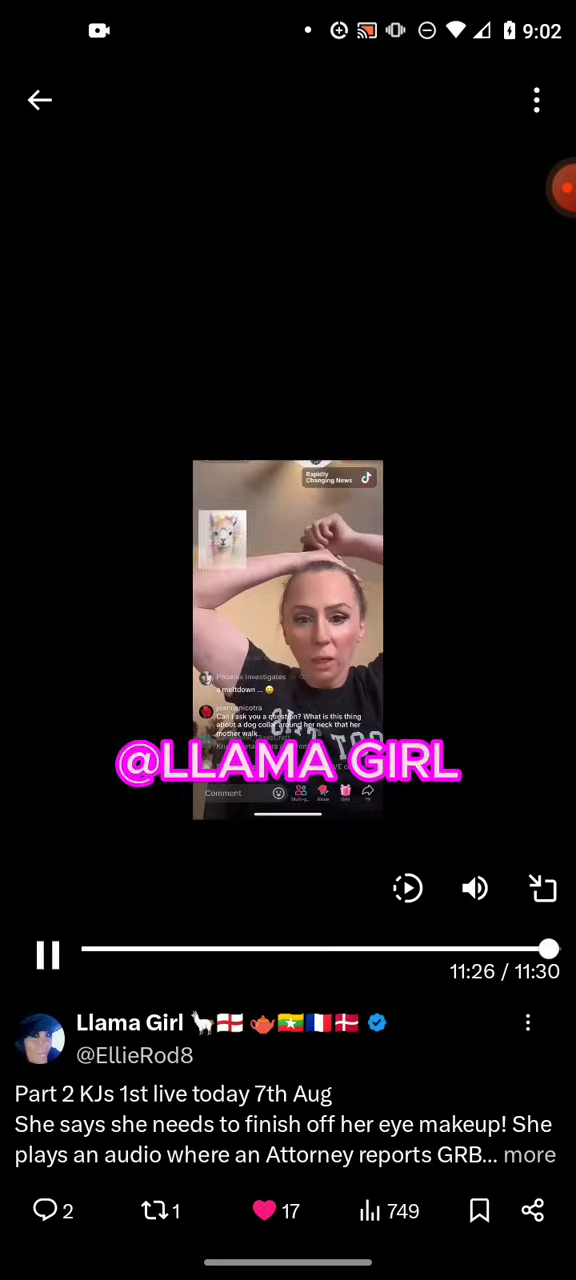 9:02
Rapidly
Changing News
Phoenix Investigates
a meltdown ... 😅
joannenicotra
Can I ask you a question? What is this thing
about a dog collar around her neck that her
mother walk
@LLAMA GIRL
Comment
11:26 / 11:30
Llama Girl 🦙🏴󠁧󠁢󠁥󠁮󠁧󠁿 🫖🇲🇲🇫🇷🇩🇰
@EllieRod8
Part 2 KJs 1st live today 7th Aug
She says she needs to finish off her eye makeup! She
plays an audio where an Attorney reports GRB... more
2 1 17 749